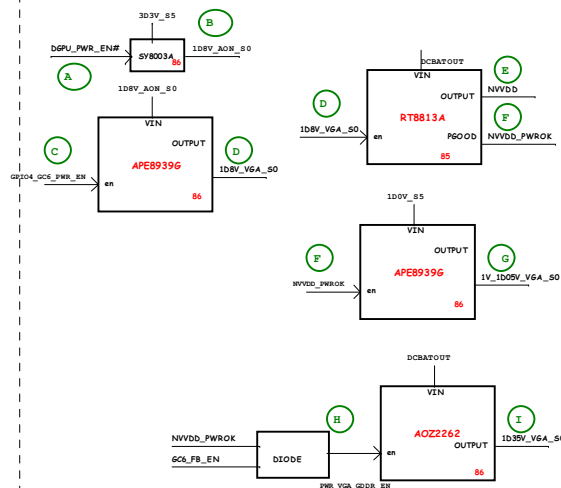 3D3V_S5
B
DGPU_PWR_EN#
SY8003A
86
1D8V_AON_S0
A
1D8V_AON_S0
VIN
OUTPUT
C
APE8939G
D
1D8V_VGA_S0
GPIO4_GC6_PWR_EN
en
86
DCBATOUT
VIN
E
OUTPUT
NVVDD
D
RT8813A
F
1D8V_VGA_S0
en
PGOOD
NVVDD_PWROK
85
1D0V_S5
VIN
OUTPUT
F
APE8939G
G
1V_1D05V_VGA_S0
NVVDD_PWROK
en
86
DCBATOUT
VIN
H
I
AOZ2262
NVVDD_PWROK
OUTPUT
1D35V_VGA_S0
GC6_FB_EN
DIODE
en
86
PWR_VGA_GDDR_EN